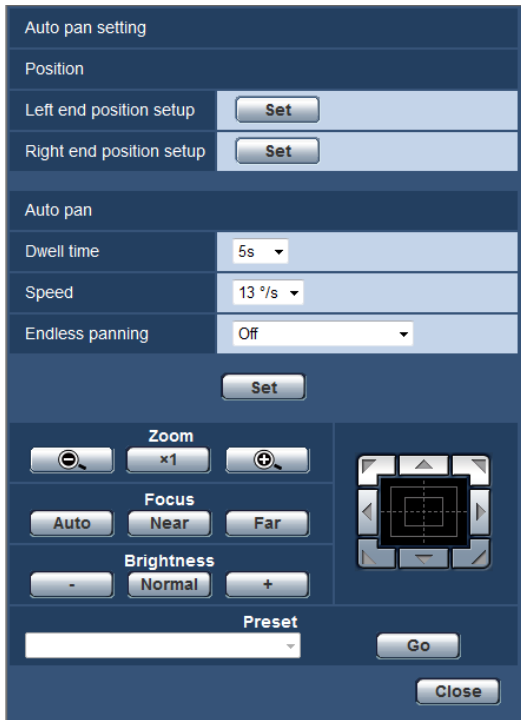 Auto pan setting
Position
Left end position setup Set
Right end position setup Set
Auto pan
Dwell time 5s
Speed 13 °/s
Endless panning Off
Set
Zoom
×1
Focus
Auto Near Far
Brightness
- Normal +
Preset
Go
Close